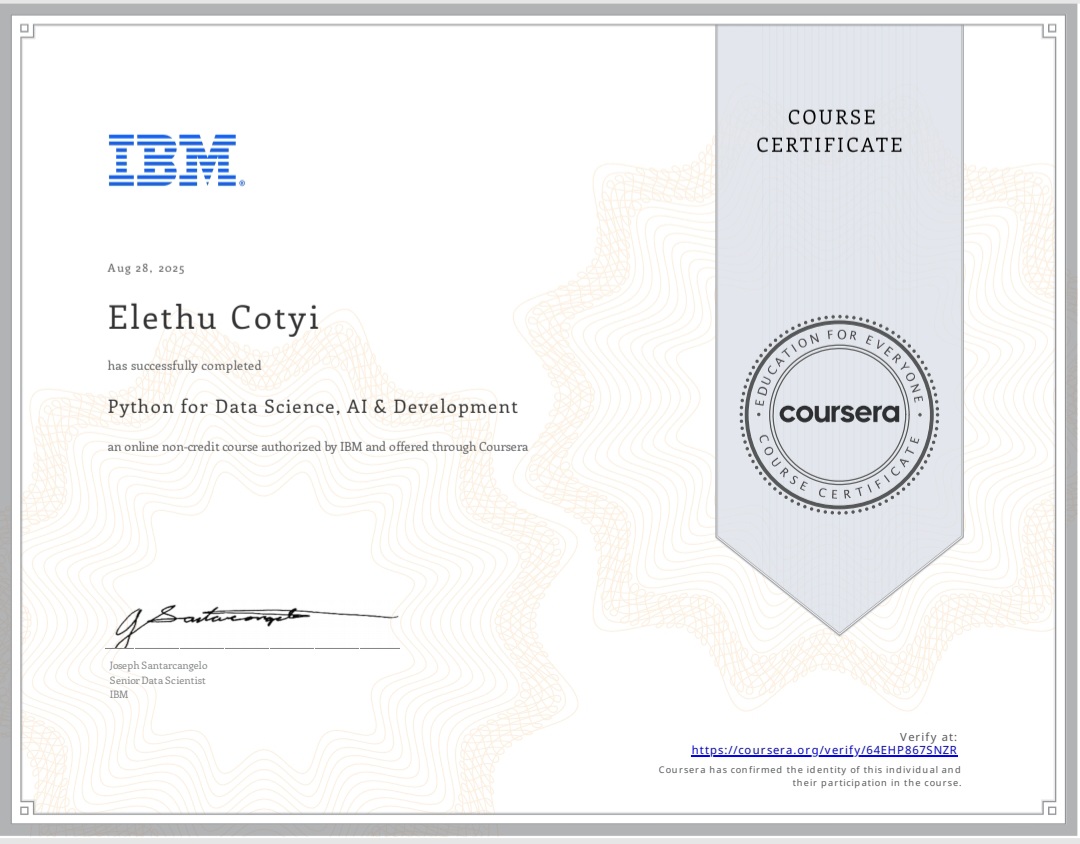 COURSE
CERTIFICATE
IBM®
Aug 28, 2025
Elethu Cotyi
has successfully completed
Python for Data Science, AI & Development
an online non-credit course authorized by IBM and offered through Coursera
EDUCATION FOR EVERYONE
coursera
COURSE CERTIFICATE
J Santarcangelo
Joseph Santarcangelo
Senior Data Scientist
IBM
Verify at:
https://coursera.org/verify/64EHP867SNZR
Coursera has confirmed the identity of this individual and
their participation in the course.